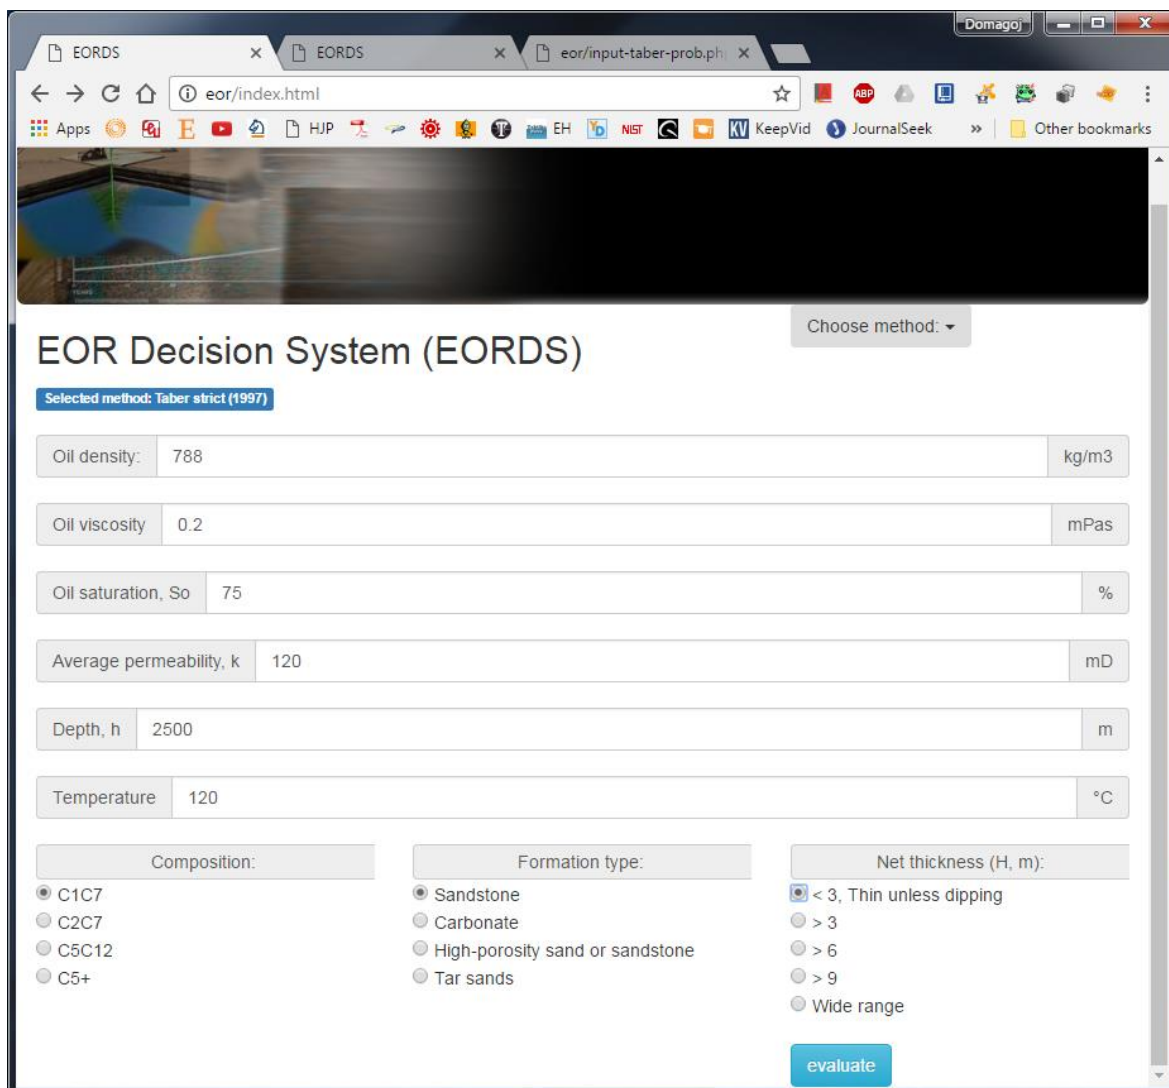 Domagoj
EORDS
EORDS
eor/input-taber-prob.ph
eor/index.html
ABP
Apps
HJP
EH
NIST
KV KeepVid
JournalSeek
»
Other bookmarks
Choose method:
EOR Decision System (EORDS)
Selected method: Taber strict (1997)
Oil density: 788 kg/m3
Oil viscosity 0.2 mPas
Oil saturation, So 75 %
Average permeability, k 120 mD
Depth, h 2500 m
Temperature 120 °C
Composition: Formation type: Net thickness (H, m):
C1C7 Sandstone < 3, Thin unless dipping
C2C7 Carbonate > 3
C5C12 High-porosity sand or sandstone > 6
C5+ Tar sands > 9
Wide range
evaluate